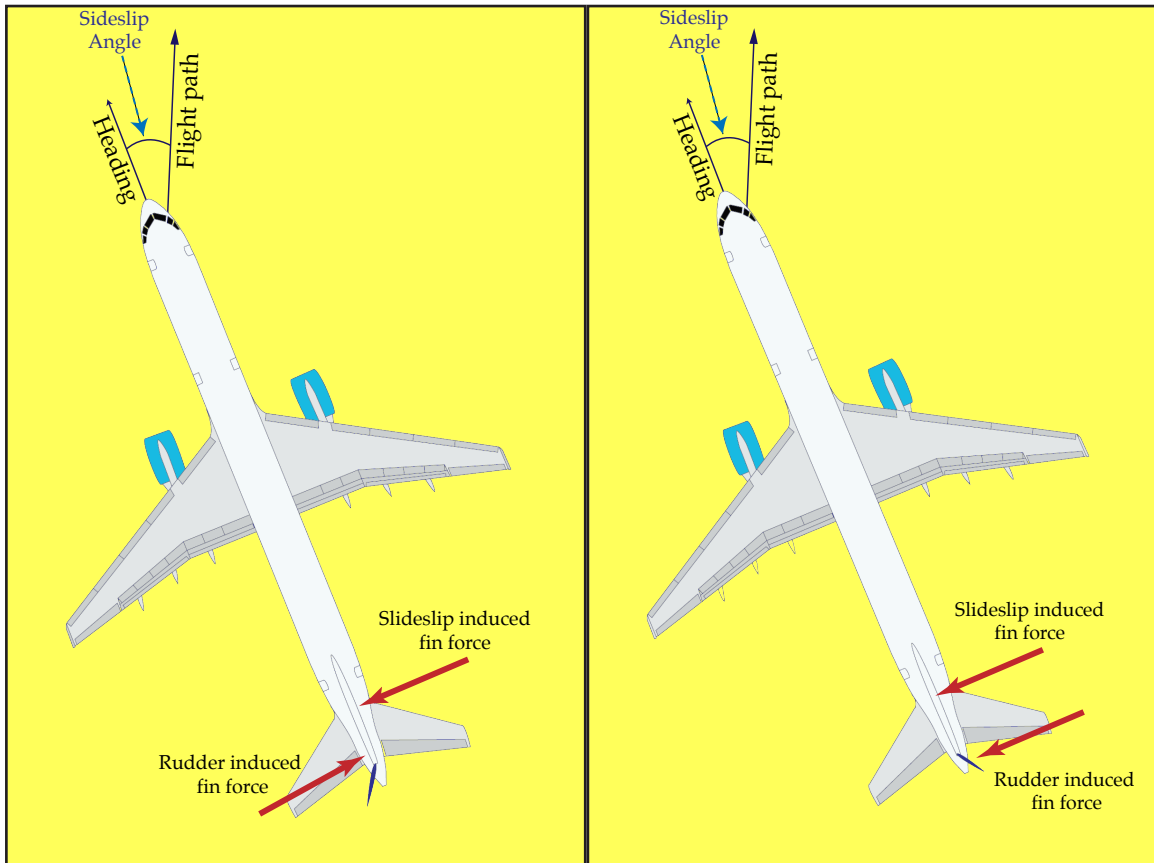 Sideslip
Angle
Flight path
Heading
Slideslip induced
fin force
Rudder induced
fin force
Sideslip
Angle
Flight path
Heading
Slideslip induced
fin force
Rudder induced
fin force